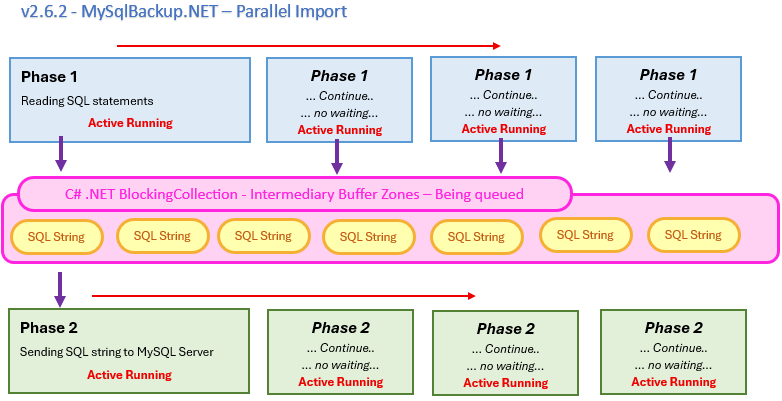 v2.6.2 - MySqlBackup.NET – Parallel Import
Phase 1
Reading SQL statements
Active Running
Phase 1
... Continue..
... no waiting...
Active Running
Phase 1
... Continue..
... no waiting...
Active Running
Phase 1
... Continue..
... no waiting...
Active Running
C# .NET BlockingCollection - Intermediary Buffer Zones – Being queued
SQL String
SQL String
SQL String
SQL String
SQL String
SQL String
SQL String
Phase 2
Sending SQL string to MySQL Server
Active Running
Phase 2
... Continue..
... no waiting...
Active Running
Phase 2
... Continue..
... no waiting...
Active Running
Phase 2
... Continue..
... no waiting...
Active Running